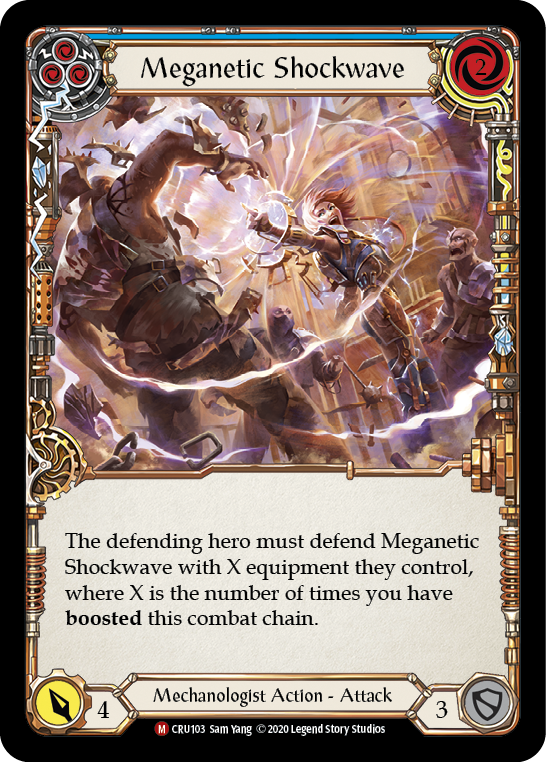 Meganetic Shockwave
2
The defending hero must defend Meganetic
Shockwave with X equipment they control,
where X is the number of times you have
boosted this combat chain.
4
Mechanologist Action - Attack
3
M CRU103 Sam Yang © 2020 Legend Story Studios